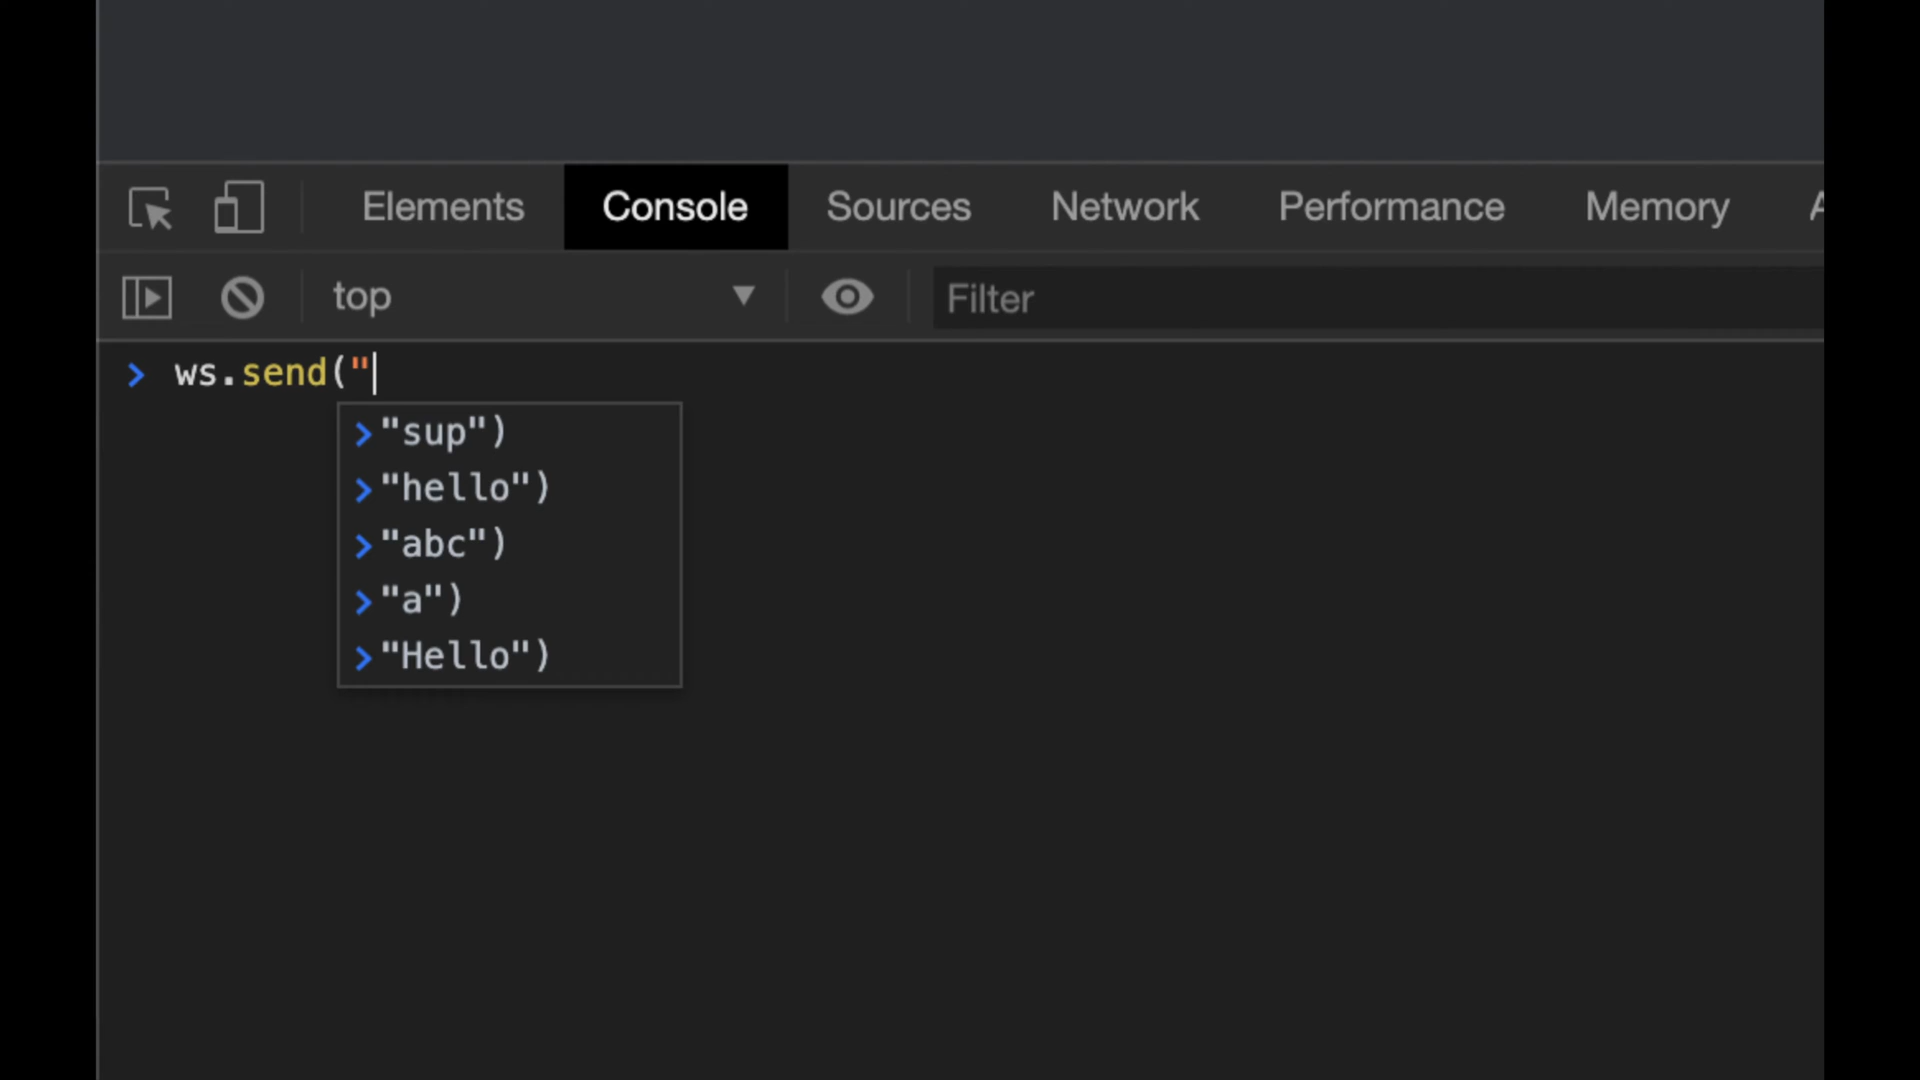 Elements Console Sources Network Performance Memory A
top Filter
> ws.send("
>"sup")
>"hello")
>"abc")
>"a")
>"Hello")